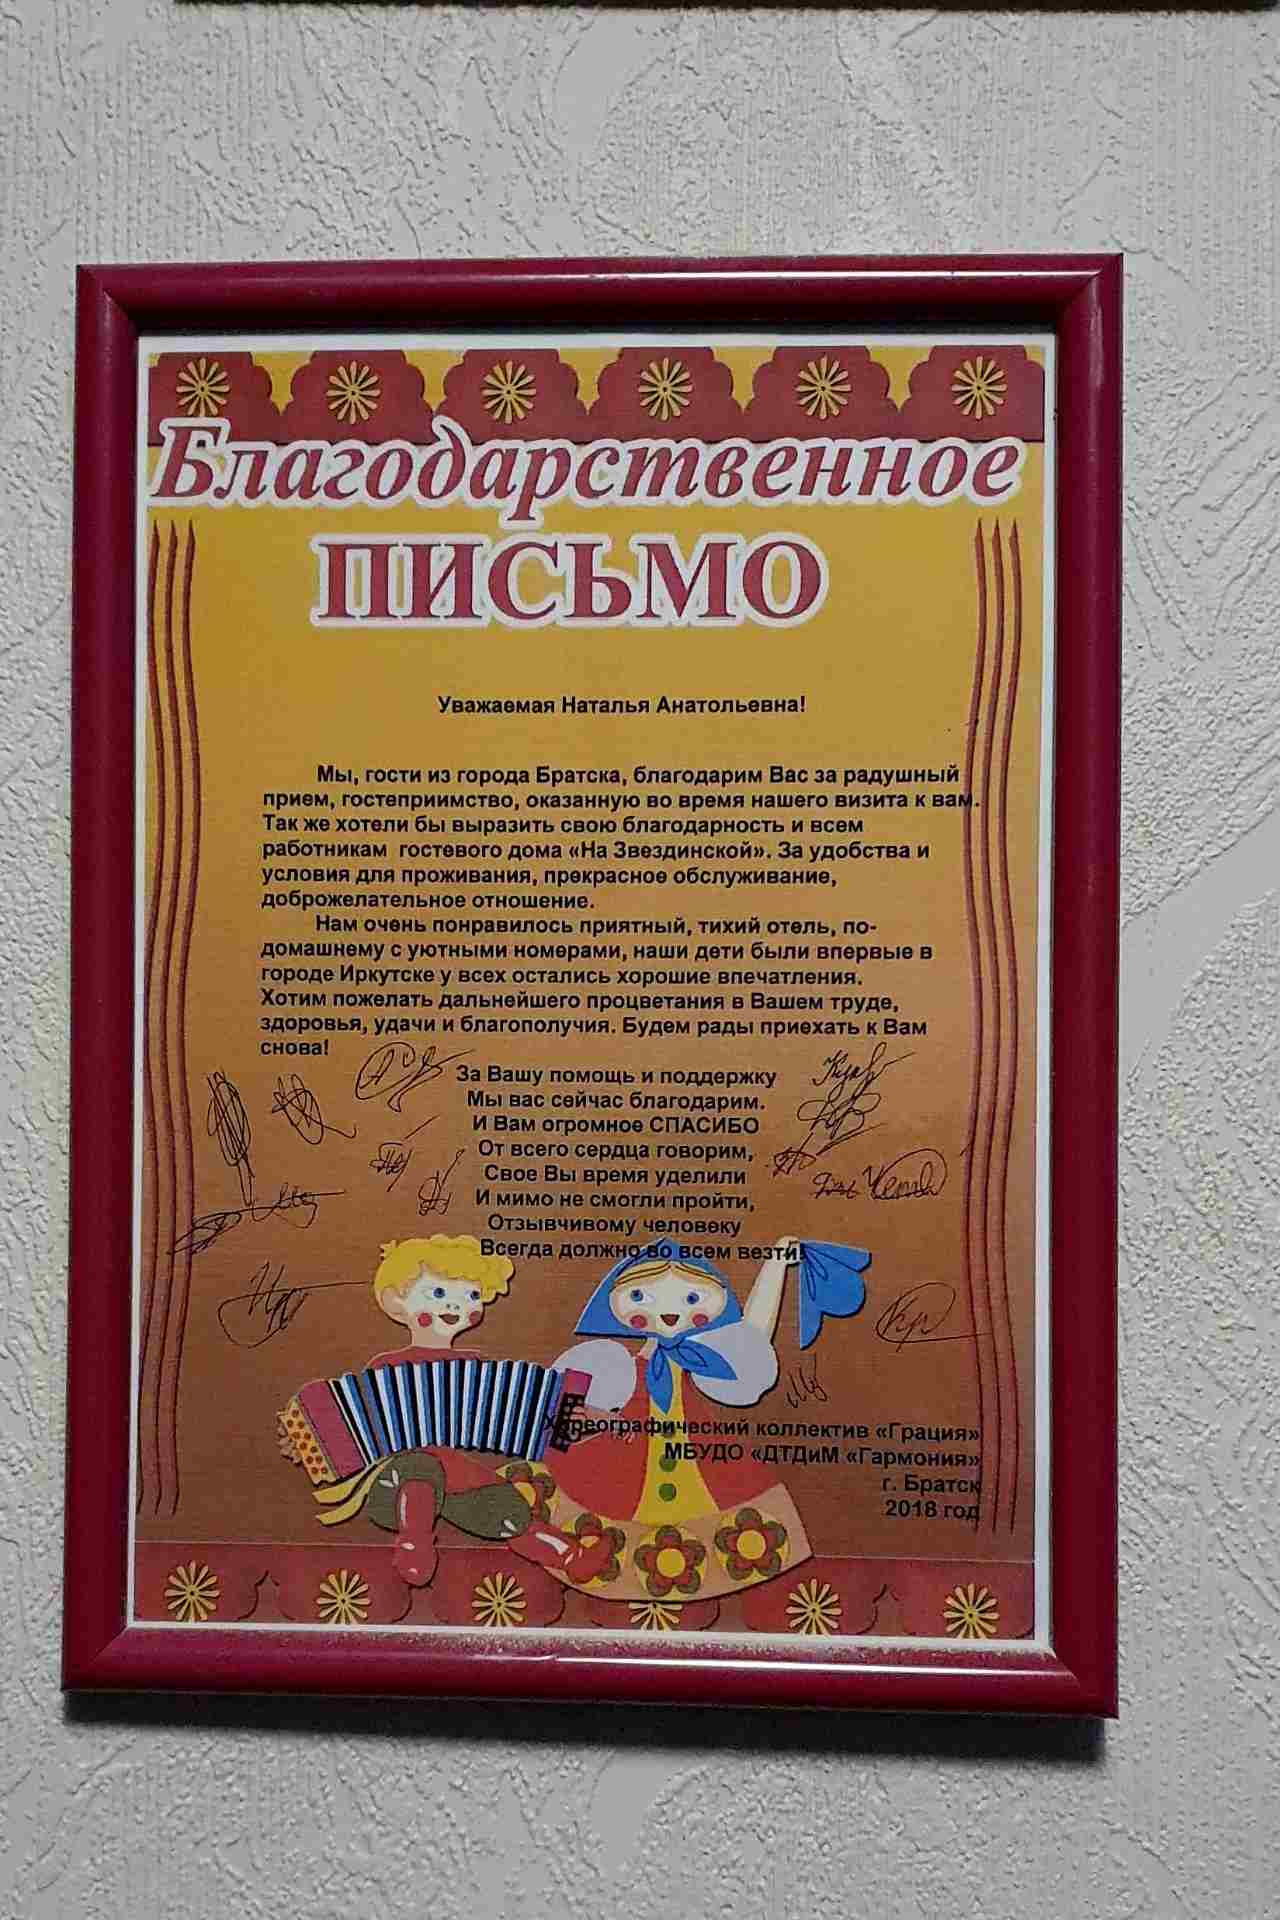 Благодарственное
ПИСЬМО
Уважаемая Наталья Анатольевна!
Мы, гости из города Братска, благодарим Вас за радушный
прием, гостеприимство, оказанную во время нашего визита к вам.
Так же хотели бы выразить свою благодарность и всем
работникам гостевого дома «На Звездинской». За удобства и
условия для проживания, прекрасное обслуживание,
доброжелательное отношение.
Нам очень понравилось приятный, тихий отель, по-
домашнему с уютными номерами, наши дети были впервые в
городе Иркутске у всех остались хорошие впечатления.
Хотим пожелать дальнейшего процветания в Вашем труде,
здоровья, удачи и благополучия. Будем рады приехать к Вам
снова!
За Вашу помощь и поддержку
Мы вас сейчас благодарим.
И Вам огромное СПАСИБО
От всего сердца говорим,
Свое Вы время уделили
И мимо не смогли пройти,
Отзывчивому человеку
Всегда должно во всем везти!
Хореографический коллектив «Грация»
МБУДО «ДТДиМ «Гармония»
г. Братск
2018 год